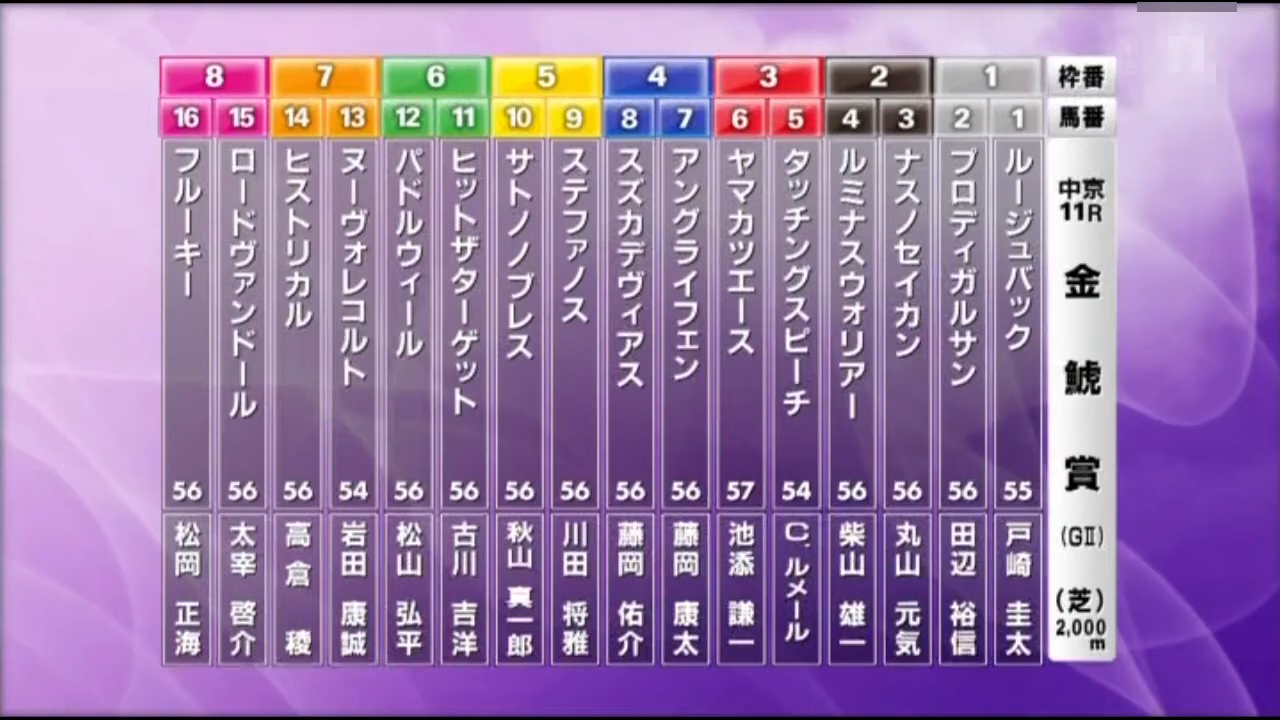 枠番
馬番
中京
11R
金鯱賞
(GⅡ)
(芝)
2,000
m
1
1
ルージュバック
55
戸崎 圭太
2
プロディガルサン
56
田辺 裕信
2
3
ナスノセイカン
56
丸山 元気
4
ルミナスウォリアー
56
柴山 雄一
3
5
タッチングスピーチ
54
C.ルメール
6
ヤマカツエース
57
池添 謙一
4
7
アングライフェン
56
藤岡 康太
8
スズカデヴィアス
56
藤岡 佑介
5
9
ステファノス
56
川田 将雅
10
サトノノブレス
56
秋山 真一郎
6
11
ヒットザターゲット
56
古川 吉洋
12
パドルウィール
56
松山 弘平
7
13
ヌーヴォレコルト
54
岩田 康誠
14
ヒストリカル
56
高倉 稜
8
15
ロードヴァンドール
56
太宰 啓介
16
フルーキー
56
松岡 正海